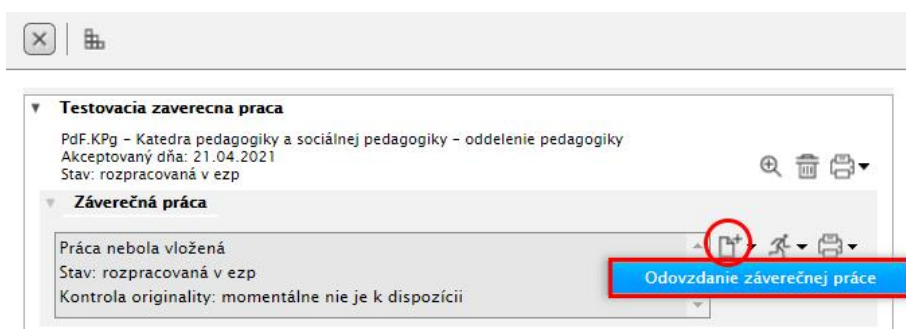 Testovacia zaverecna praca
PdF.KPg – Katedra pedagogiky a sociálnej pedagogiky – oddelenie pedagogiky
Akceptovaný dňa: 21.04.2021
Stav: rozpracovaná v ezp
Záverečná práca
Práca nebola vložená
Stav: rozpracovaná v ezp
Odovzdanie záverečnej práce
Kontrola originality: momentálne nie je k dispozícii